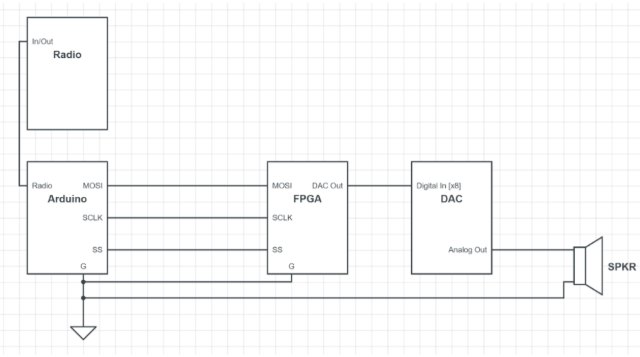 In/Out
Radio
Radio MOSI MOSI DAC Out Digital In [x8]
Arduino FPGA DAC
SCLK SCLK
SS SS Analog Out
G G
SPKR